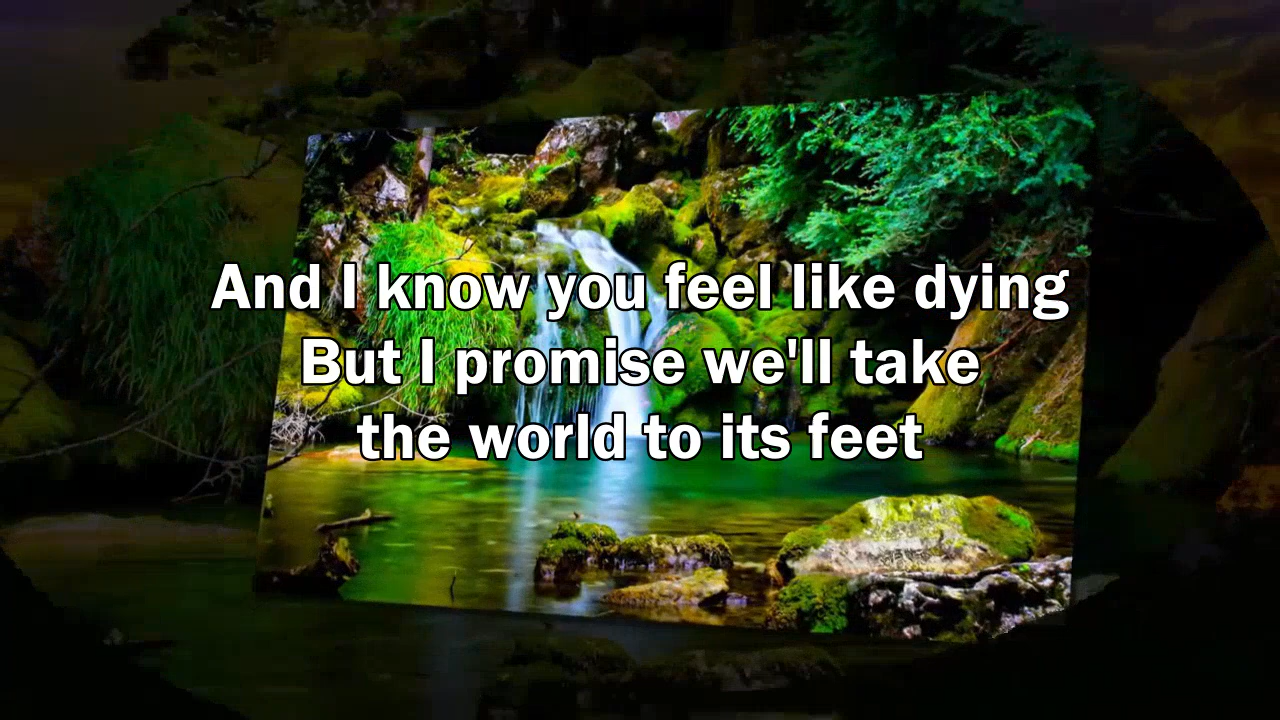 And I know you feel like dying
But I promise we'll take
the world to its feet